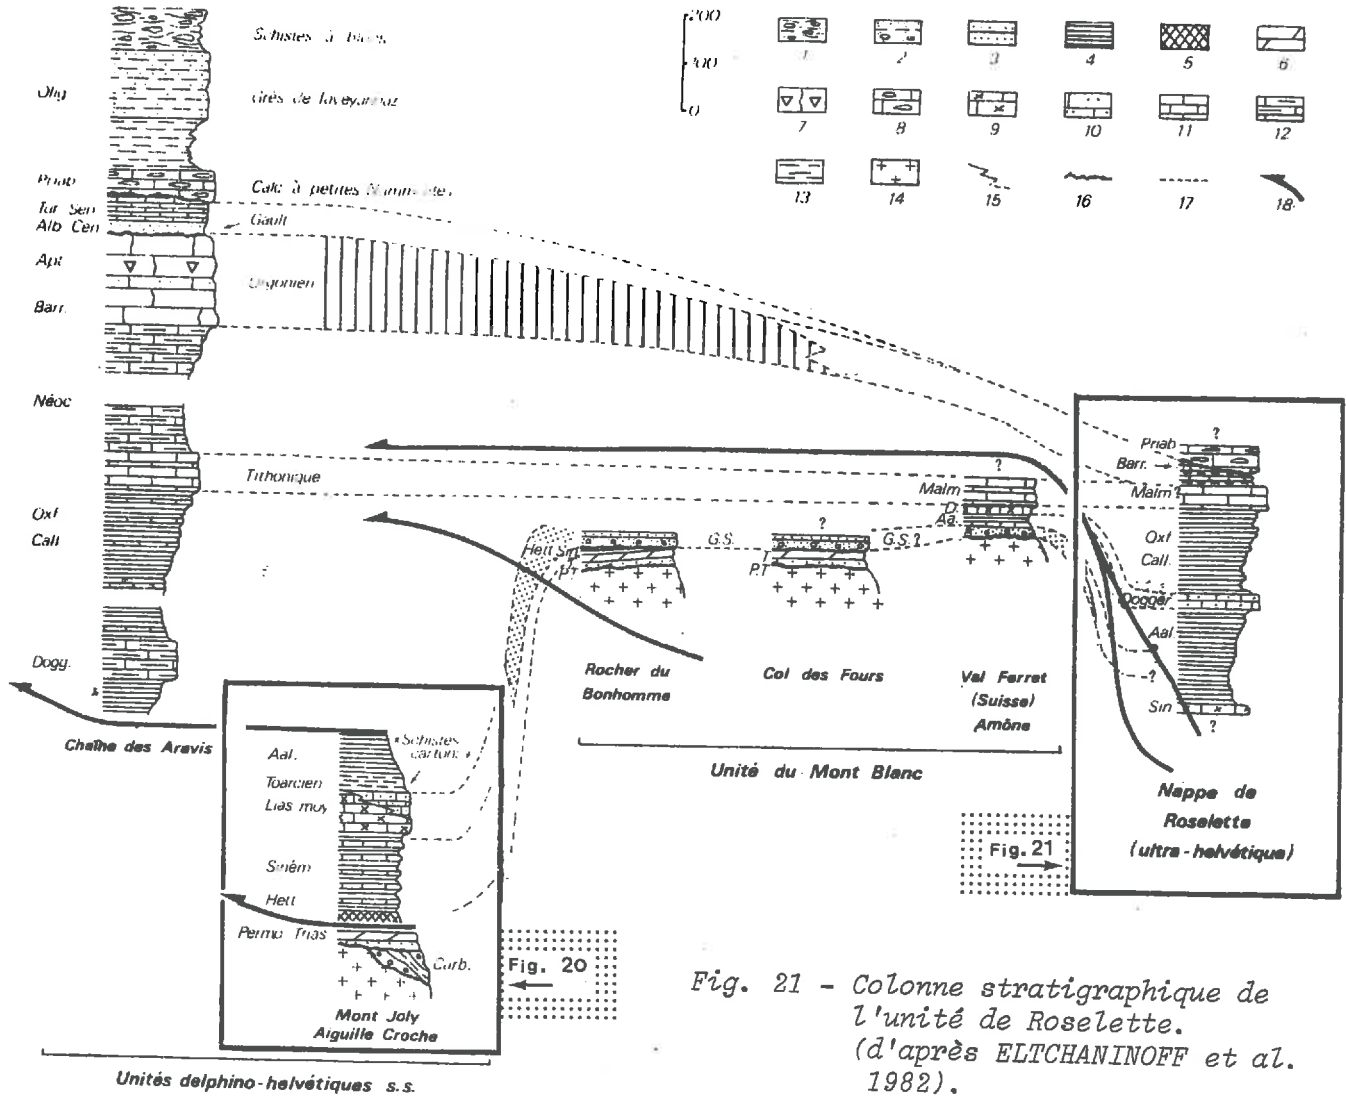 Schistes à
Grès de Taveyannaz
Olig
Priab
Calc à petites
Tur Sen
Alb Cen
Gault
Apt
Urgonien
Barr.
Néoc
Tithonique
Oxf
Call
Dogg.
Chaîne des Aravis
200
100
0
1
2
3
4
5
6
7
8
9
10
11
12
13
14
15
16
17
18
Hett Sin
T
P.T
G.S.
?
T
P.T
G.S ?
?
Malm
D.
Aa.
Rocher du
Bonhomme
Col des Fours
Val Ferret
(Suisse)
Amône
Unité du Mont Blanc
?
Priab
Barr.
Malm?
Oxf
Call.
Dogger
Aal.
?
?
Sin
?
Nappe de
Roselette
(ultra-helvétique)
Fig. 21
Aal.
Schistes
carton
Toarcien
Lias moy
Siném
Hett
Permo Trias
Carb.
Mont Joly
Aiguille Croche
Fig. 20
Unités delphino-helvétiques s.s.
Fig. 21 - Colonne stratigraphique de
l'unité de Roselette.
(d'après ELTCHANINOFF et al.
1982).